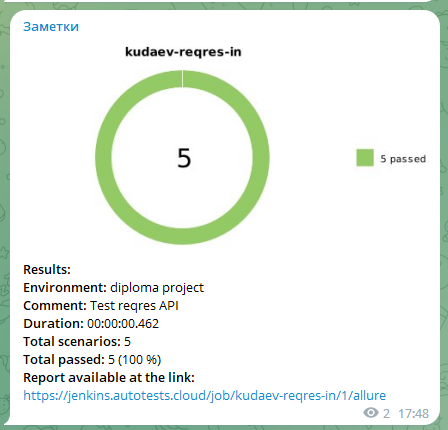 Заметки
kudaev-reqres-in
5
5 passed
Results:
Environment: diploma project
Comment: Test reqres API
Duration: 00:00:00.462
Total scenarios: 5
Total passed: 5 (100 %)
Report available at the link:
https://jenkins.autotests.cloud/job/kudaev-reqres-in/1/allure
2 17:48